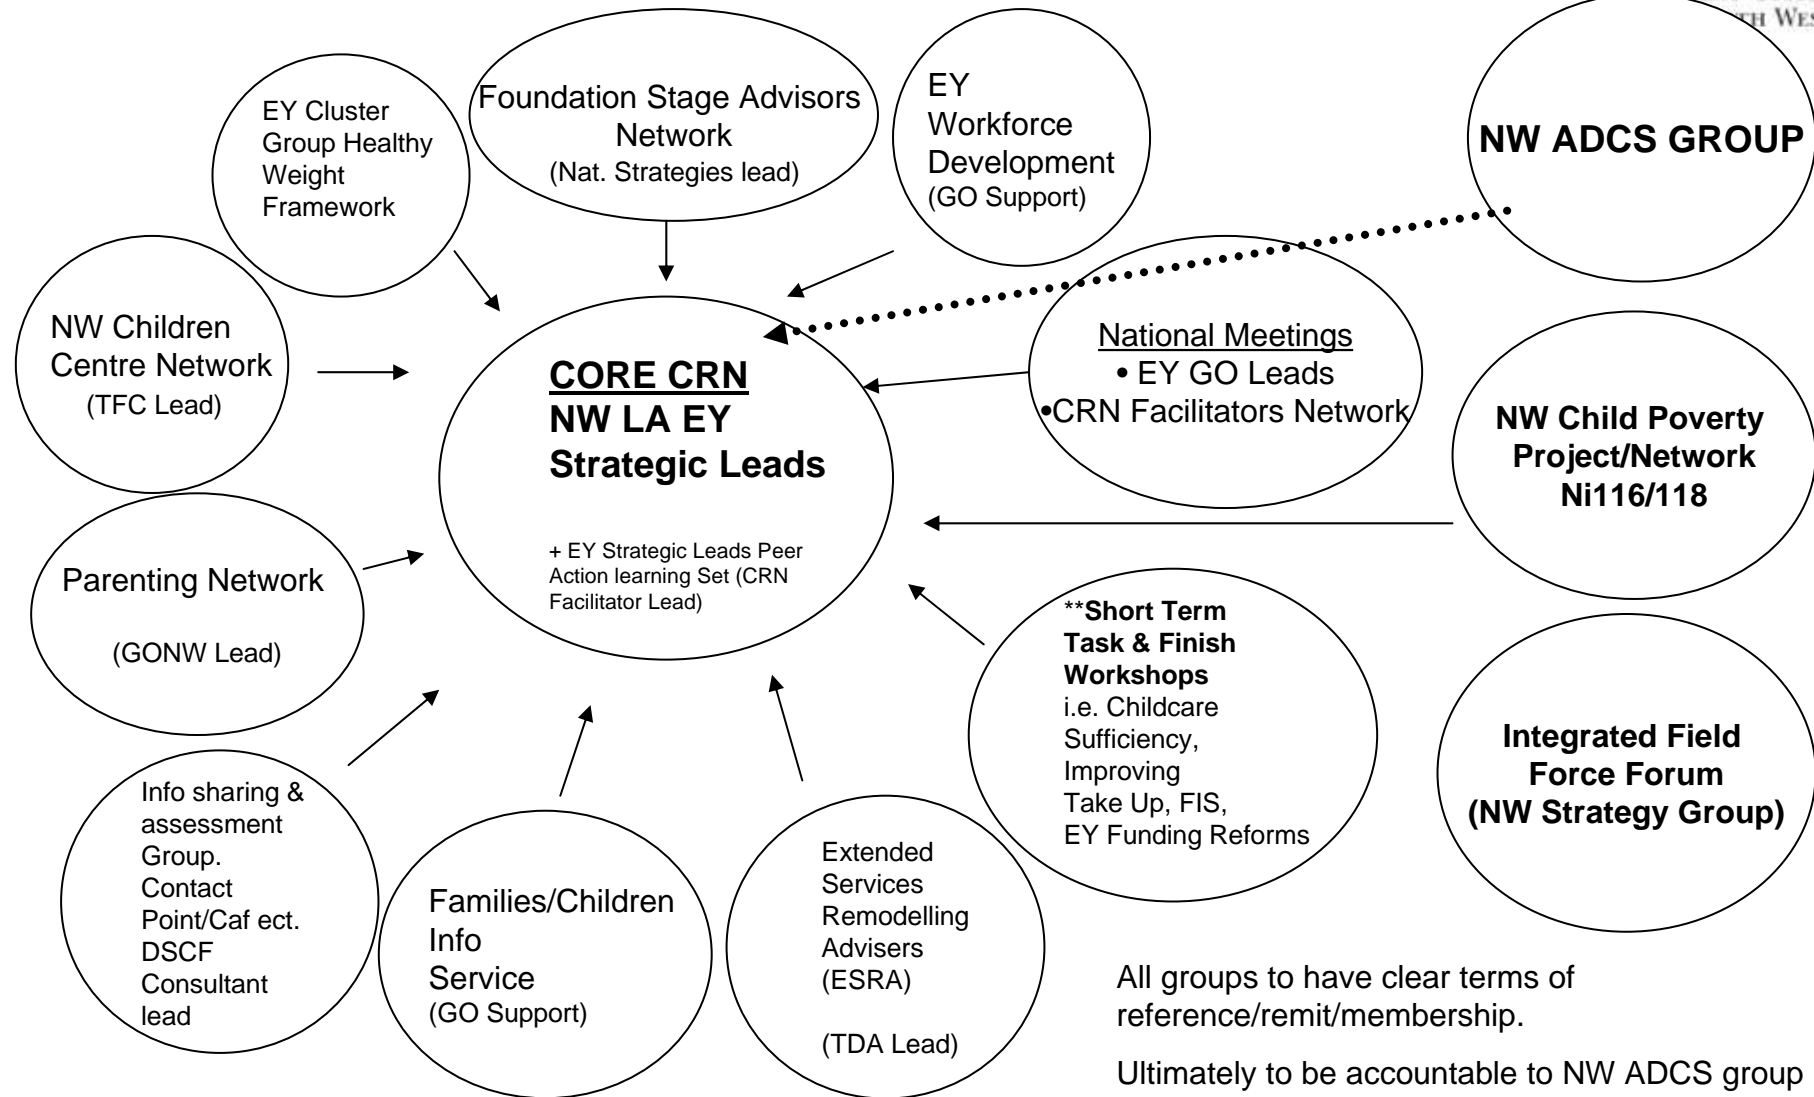 TH WES
EY Cluster
Group Healthy
Weight
Framework
Foundation Stage Advisors
Network
(Nat. Strategies lead)
EY
Workforce
Development
(GO Support)
NW ADCS GROUP
NW Children
Centre Network
(TFC Lead)
CORE CRN
NW LA EY
Strategic Leads
+ EY Strategic Leads Peer
Action learning Set (CRN
Facilitator Lead)
National Meetings
• EY GO Leads
•CRN Facilitators Network
NW Child Poverty
Project/Network
Ni116/118
Parenting Network
(GONW Lead)
**Short Term
Task & Finish
Workshops
i.e. Childcare
Sufficiency,
Improving
Take Up, FIS,
EY Funding Reforms
Integrated Field
Force Forum
(NW Strategy Group)
Info sharing &
assessment
Group.
Contact
Point/Caf ect.
DSCF
Consultant
lead
Families/Children
Info
Service
(GO Support)
Extended
Services
Remodelling
Advisers
(ESRA)
(TDA Lead)
All groups to have clear terms of
reference/remit/membership.
Ultimately to be accountable to NW ADCS group